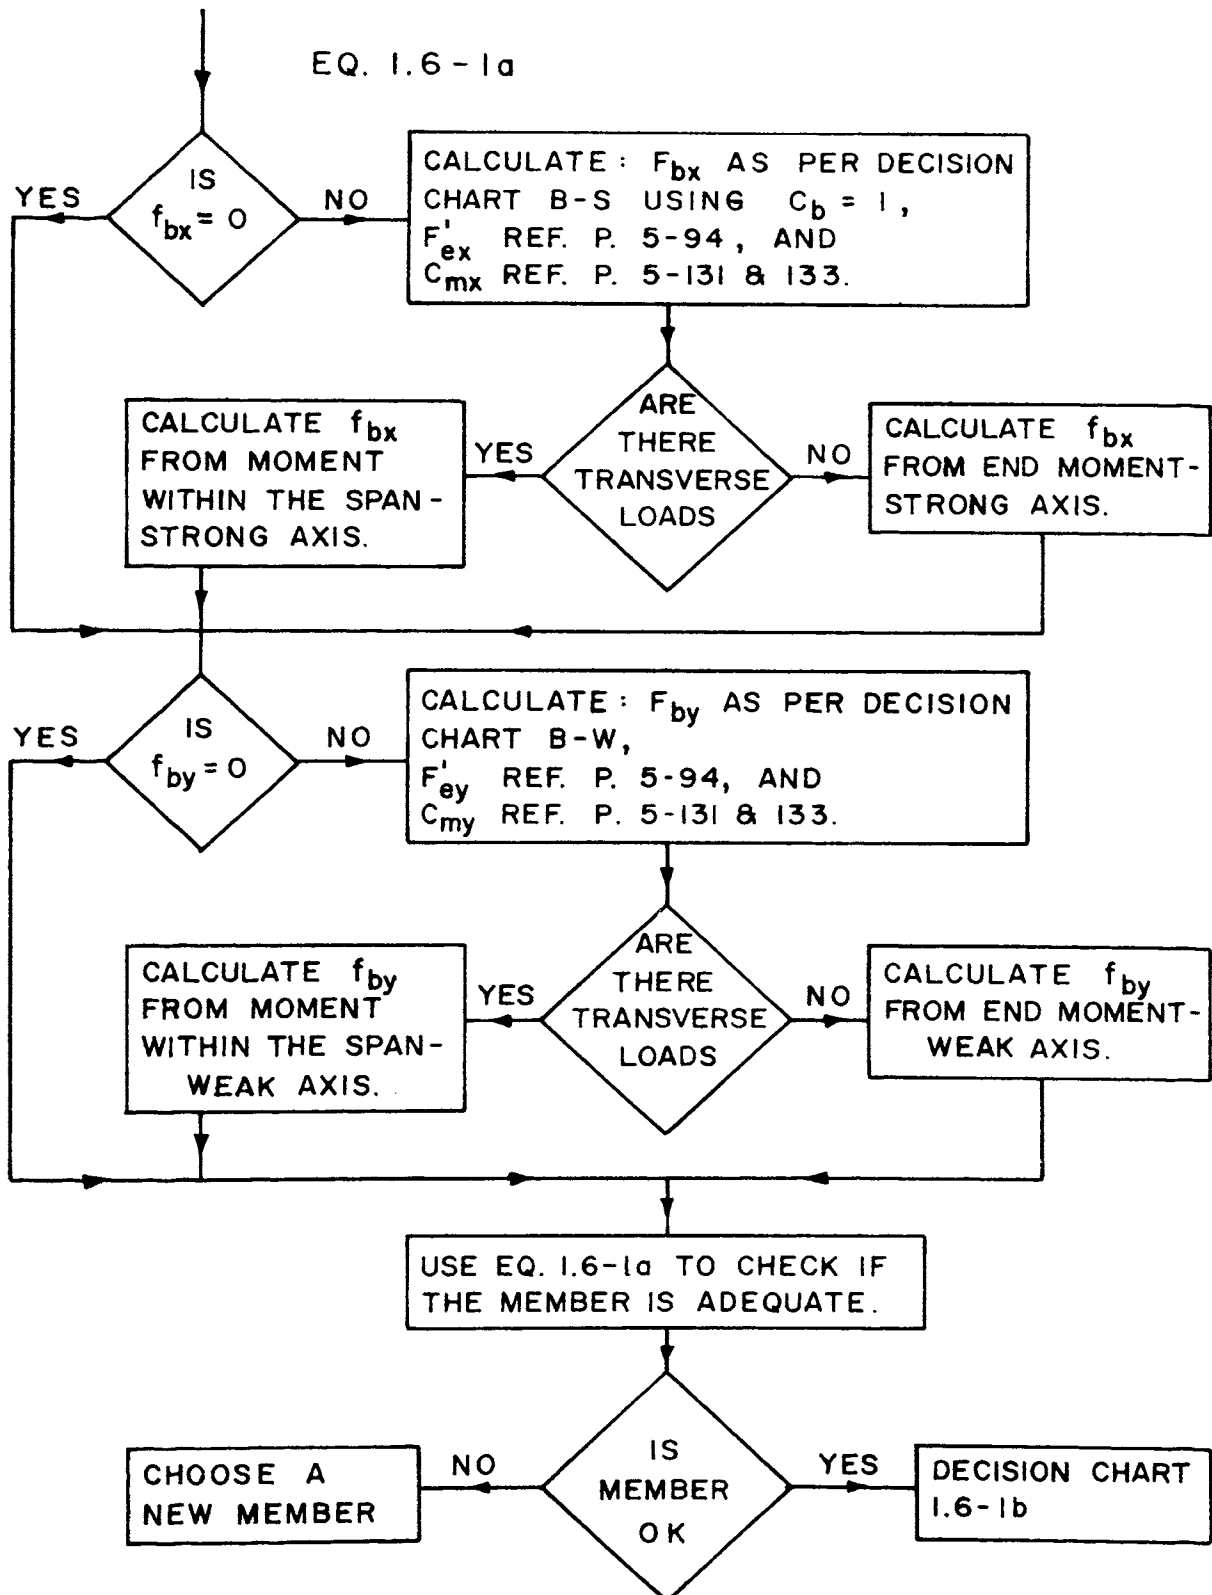 EQ. 1.6-1a
IS
f_bx = 0
YES
NO
CALCULATE: F_bx AS PER DECISION
CHART B-S USING C_b = 1,
F'_ex REF. P. 5-94, AND
C_mx REF. P. 5-131 & 133.
ARE
THERE
TRANSVERSE
LOADS
YES
NO
CALCULATE f_bx
FROM MOMENT
WITHIN THE SPAN-
STRONG AXIS.
CALCULATE f_bx
FROM END MOMENT-
STRONG AXIS.
IS
f_by = 0
YES
NO
CALCULATE: F_by AS PER DECISION
CHART B-W,
F'_ey REF. P. 5-94, AND
C_my REF. P. 5-131 & 133.
ARE
THERE
TRANSVERSE
LOADS
YES
NO
CALCULATE f_by
FROM MOMENT
WITHIN THE SPAN-
WEAK AXIS.
CALCULATE f_by
FROM END MOMENT-
WEAK AXIS.
USE EQ. 1.6-1a TO CHECK IF
THE MEMBER IS ADEQUATE.
IS
MEMBER
OK
NO
YES
CHOOSE A
NEW MEMBER
DECISION CHART
1.6-1b